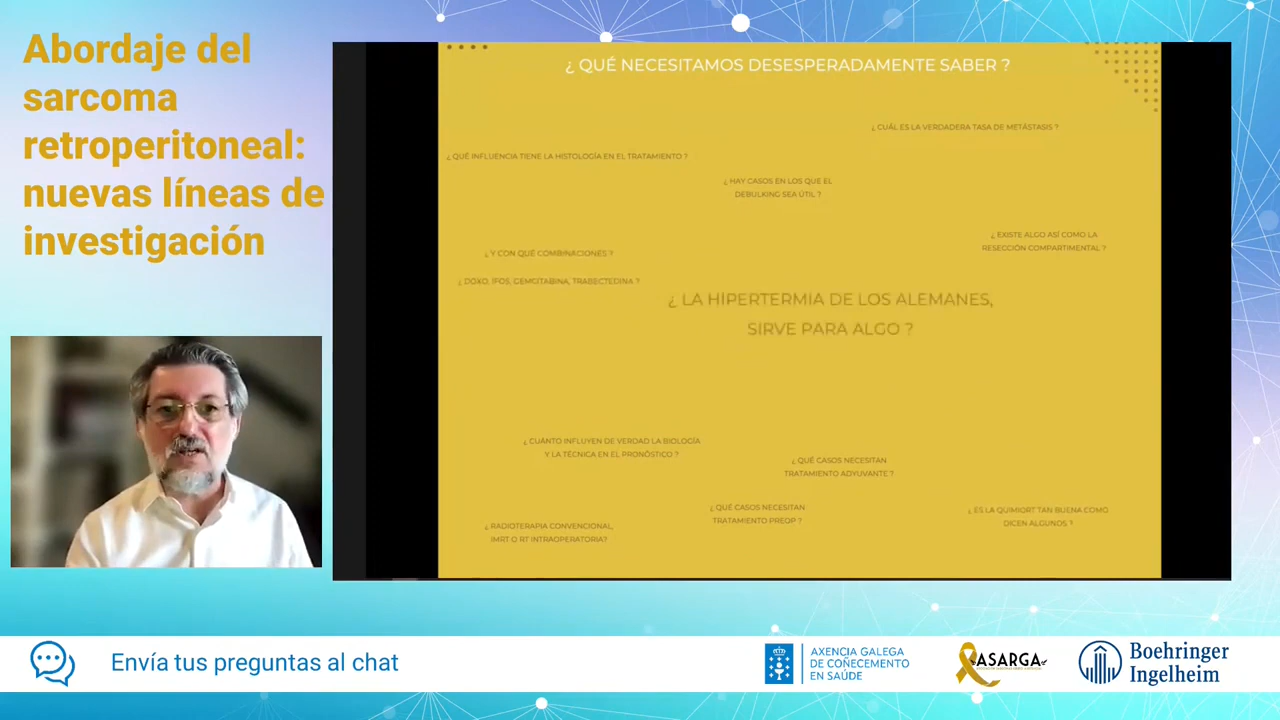 Abordaje del
sarcoma
retroperitoneal:
nuevas líneas de
investigación
¿ QUÉ NECESITAMOS DESESPERADAMENTE SABER ?
¿ CUÁL ES LA VERDADERA TASA DE METÁSTASIS ?
¿ QUÉ INFLUENCIA TIENE LA HISTOLOGÍA EN EL TRATAMIENTO ?
¿ HAY CASOS EN LOS QUE EL
DEBULKING SEA ÚTIL ?
¿ EXISTE ALGO ASÍ COMO LA
RESECCIÓN COMPARTIMENTAL ?
¿ Y CON QUÉ COMBINACIONES ?
¿ DOXO, IFOS, GEMCITABINA, TRABECTEDINA ?
¿ LA HIPERTERMIA DE LOS ALEMANES,
SIRVE PARA ALGO ?
¿ CUÁNTO INFLUYEN DE VERDAD LA BIOLOGÍA
Y LA TÉCNICA EN EL PRONÓSTICO ?
¿ QUÉ CASOS NECESITAN
TRATAMIENTO ADYUVANTE ?
¿ QUÉ CASOS NECESITAN
TRATAMIENTO PREOP ?
¿ ES LA QUIMIORT TAN BUENA COMO
DICEN ALGUNOS ?
¿ RADIOTERAPIA CONVENCIONAL,
IMRT O RT INTRAOPERATORIA?
Envía tus preguntas al chat
AXENCIA GALEGA
DE COÑECEMENTO
EN SAÚDE
ASARGA
Boehringer
Ingelheim